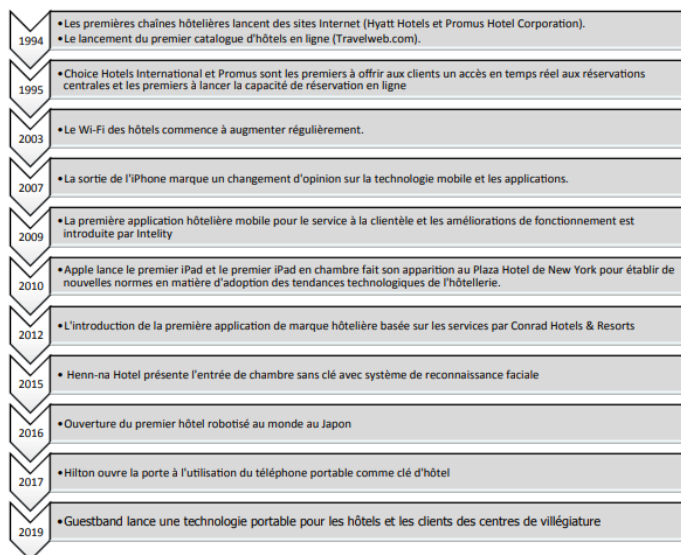 1994
•Les premières chaînes hôtelières lancent des sites Internet (Hyatt Hotels et Promus Hotel Corporation).
•Le lancement du premier catalogue d'hôtels en ligne (Travelweb.com).
1995
•Choice Hotels International et Promus sont les premiers à offrir aux clients un accès en temps réel aux réservations
centrales et les premiers à lancer la capacité de réservation en ligne
2003
•Le Wi-Fi des hôtels commence à augmenter régulièrement.
2007
•La sortie de l'iPhone marque un changement d'opinion sur la technologie mobile et les applications.
2009
•La première application hôtelière mobile pour le service à la clientèle et les améliorations de fonctionnement est
introduite par Intelity
2010
•Apple lance le premier iPad et le premier iPad en chambre fait son apparition au Plaza Hotel de New York pour établir de
nouvelles normes en matière d'adoption des tendances technologiques de l'hôtellerie.
2012
•L'introduction de la première application de marque hôtelière basée sur les services par Conrad Hotels & Resorts
2015
• Henn-na Hotel présente l'entrée de chambre sans clé avec système de reconnaissance faciale
2016
•Ouverture du premier hôtel robotisé au monde au Japon
2017
•Hilton ouvre la porte à l'utilisation du téléphone portable comme clé d'hôtel
2019
•Guestband lance une technologie portable pour les hôtels et les clients des centres de villégiature